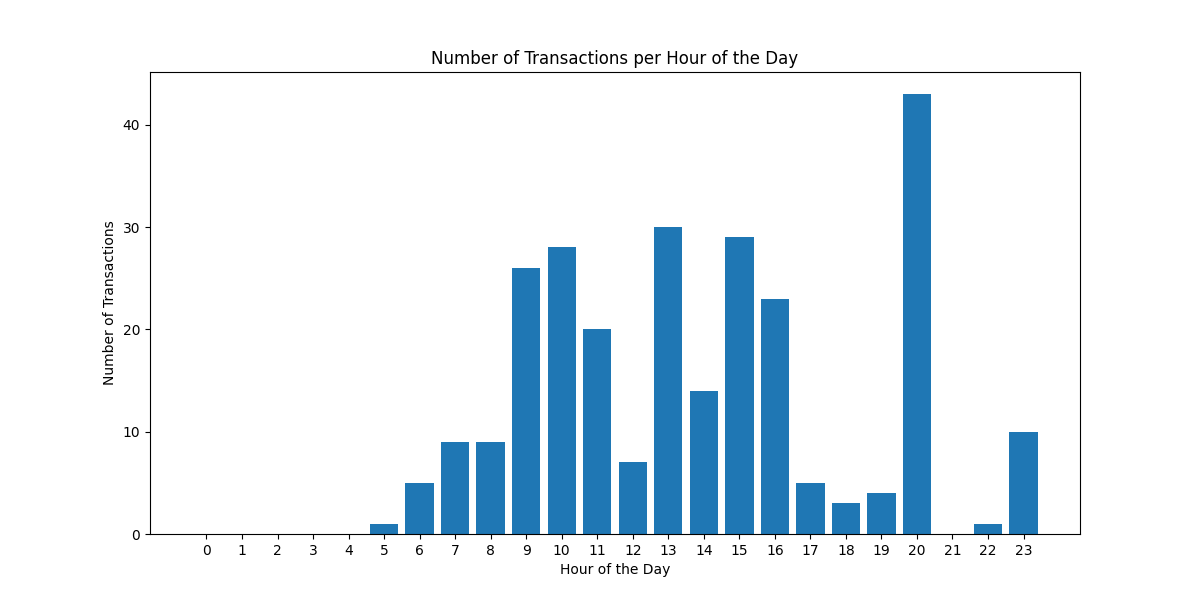 Number of Transactions per Hour of the Day
Number of Transactions
40
30
20
10
0
0 1 2 3 4 5 6 7 8 9 10 11 12 13 14 15 16 17 18 19 20 21 22 23
Hour of the Day